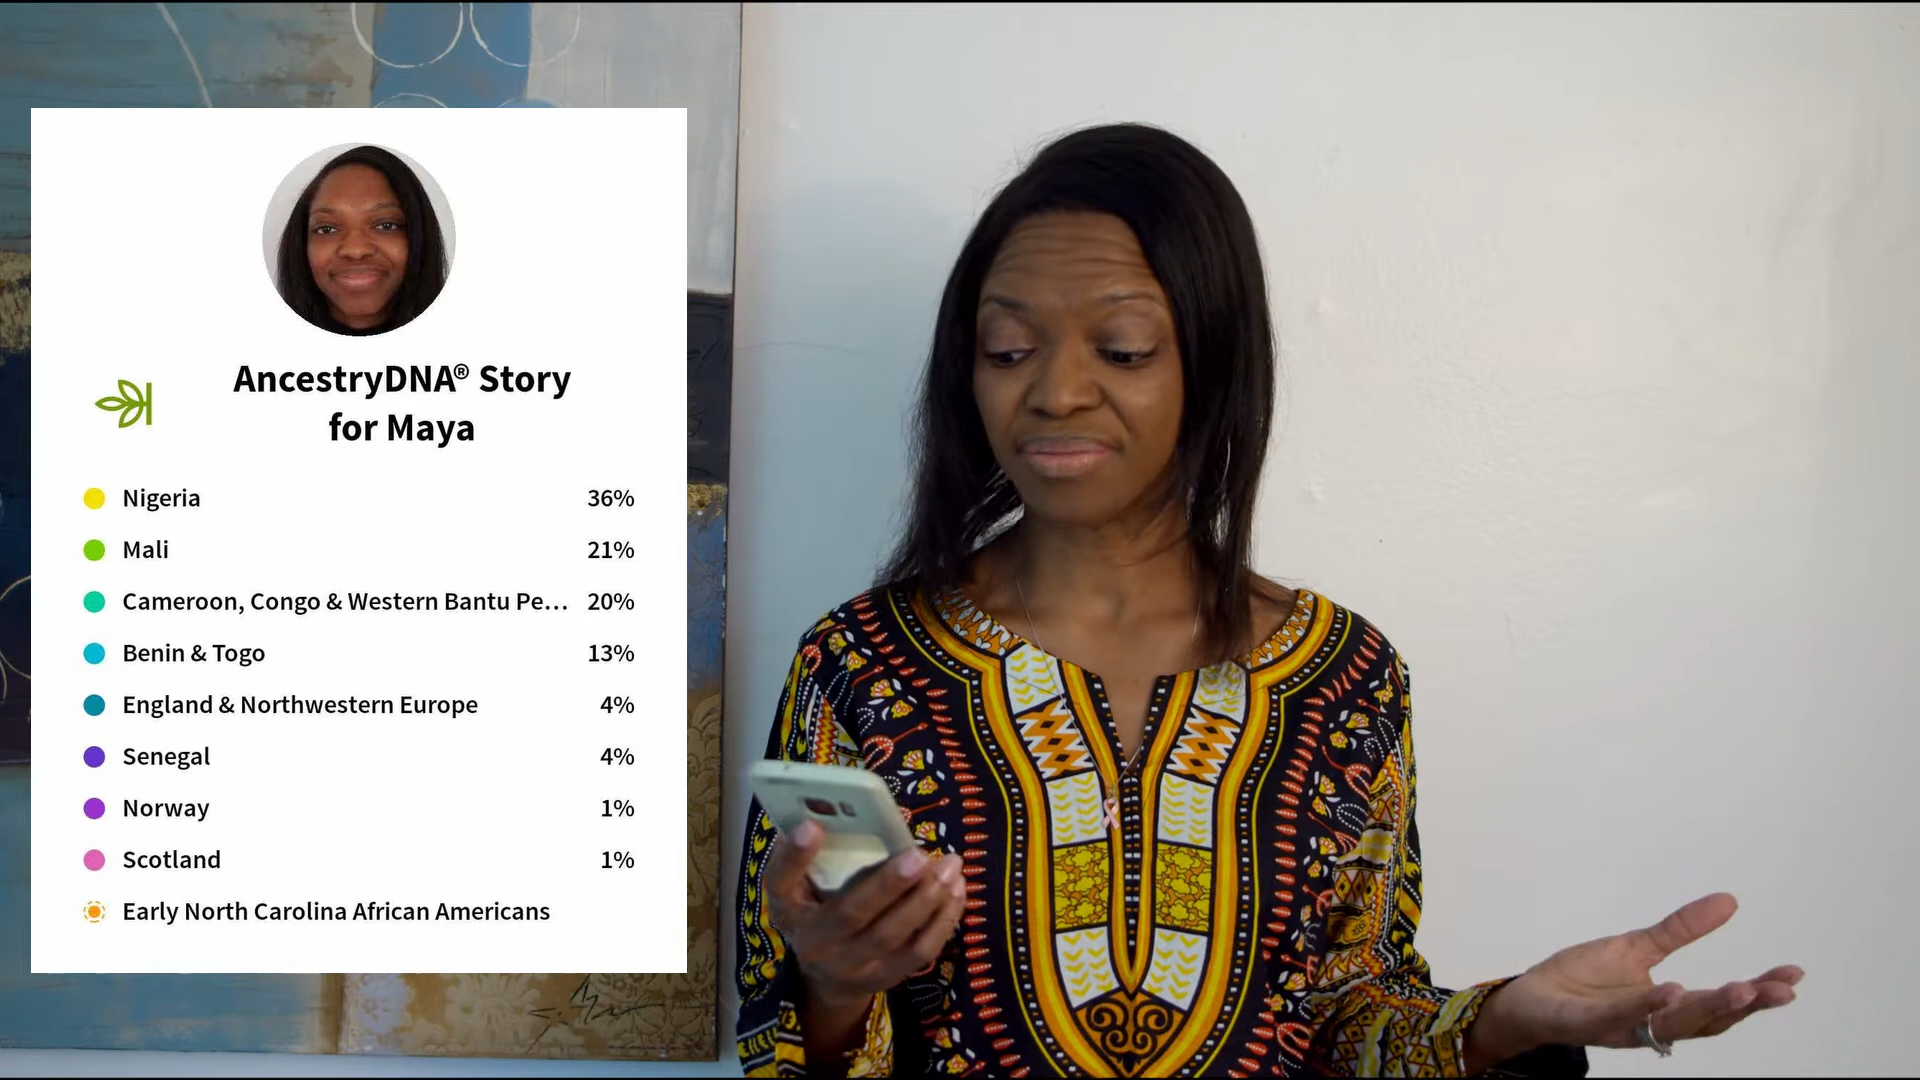 AncestryDNA® Story
for Maya
Nigeria 36%
Mali 21%
Cameroon, Congo & Western Bantu Pe... 20%
Benin & Togo 13%
England & Northwestern Europe 4%
Senegal 4%
Norway 1%
Scotland 1%
Early North Carolina African Americans